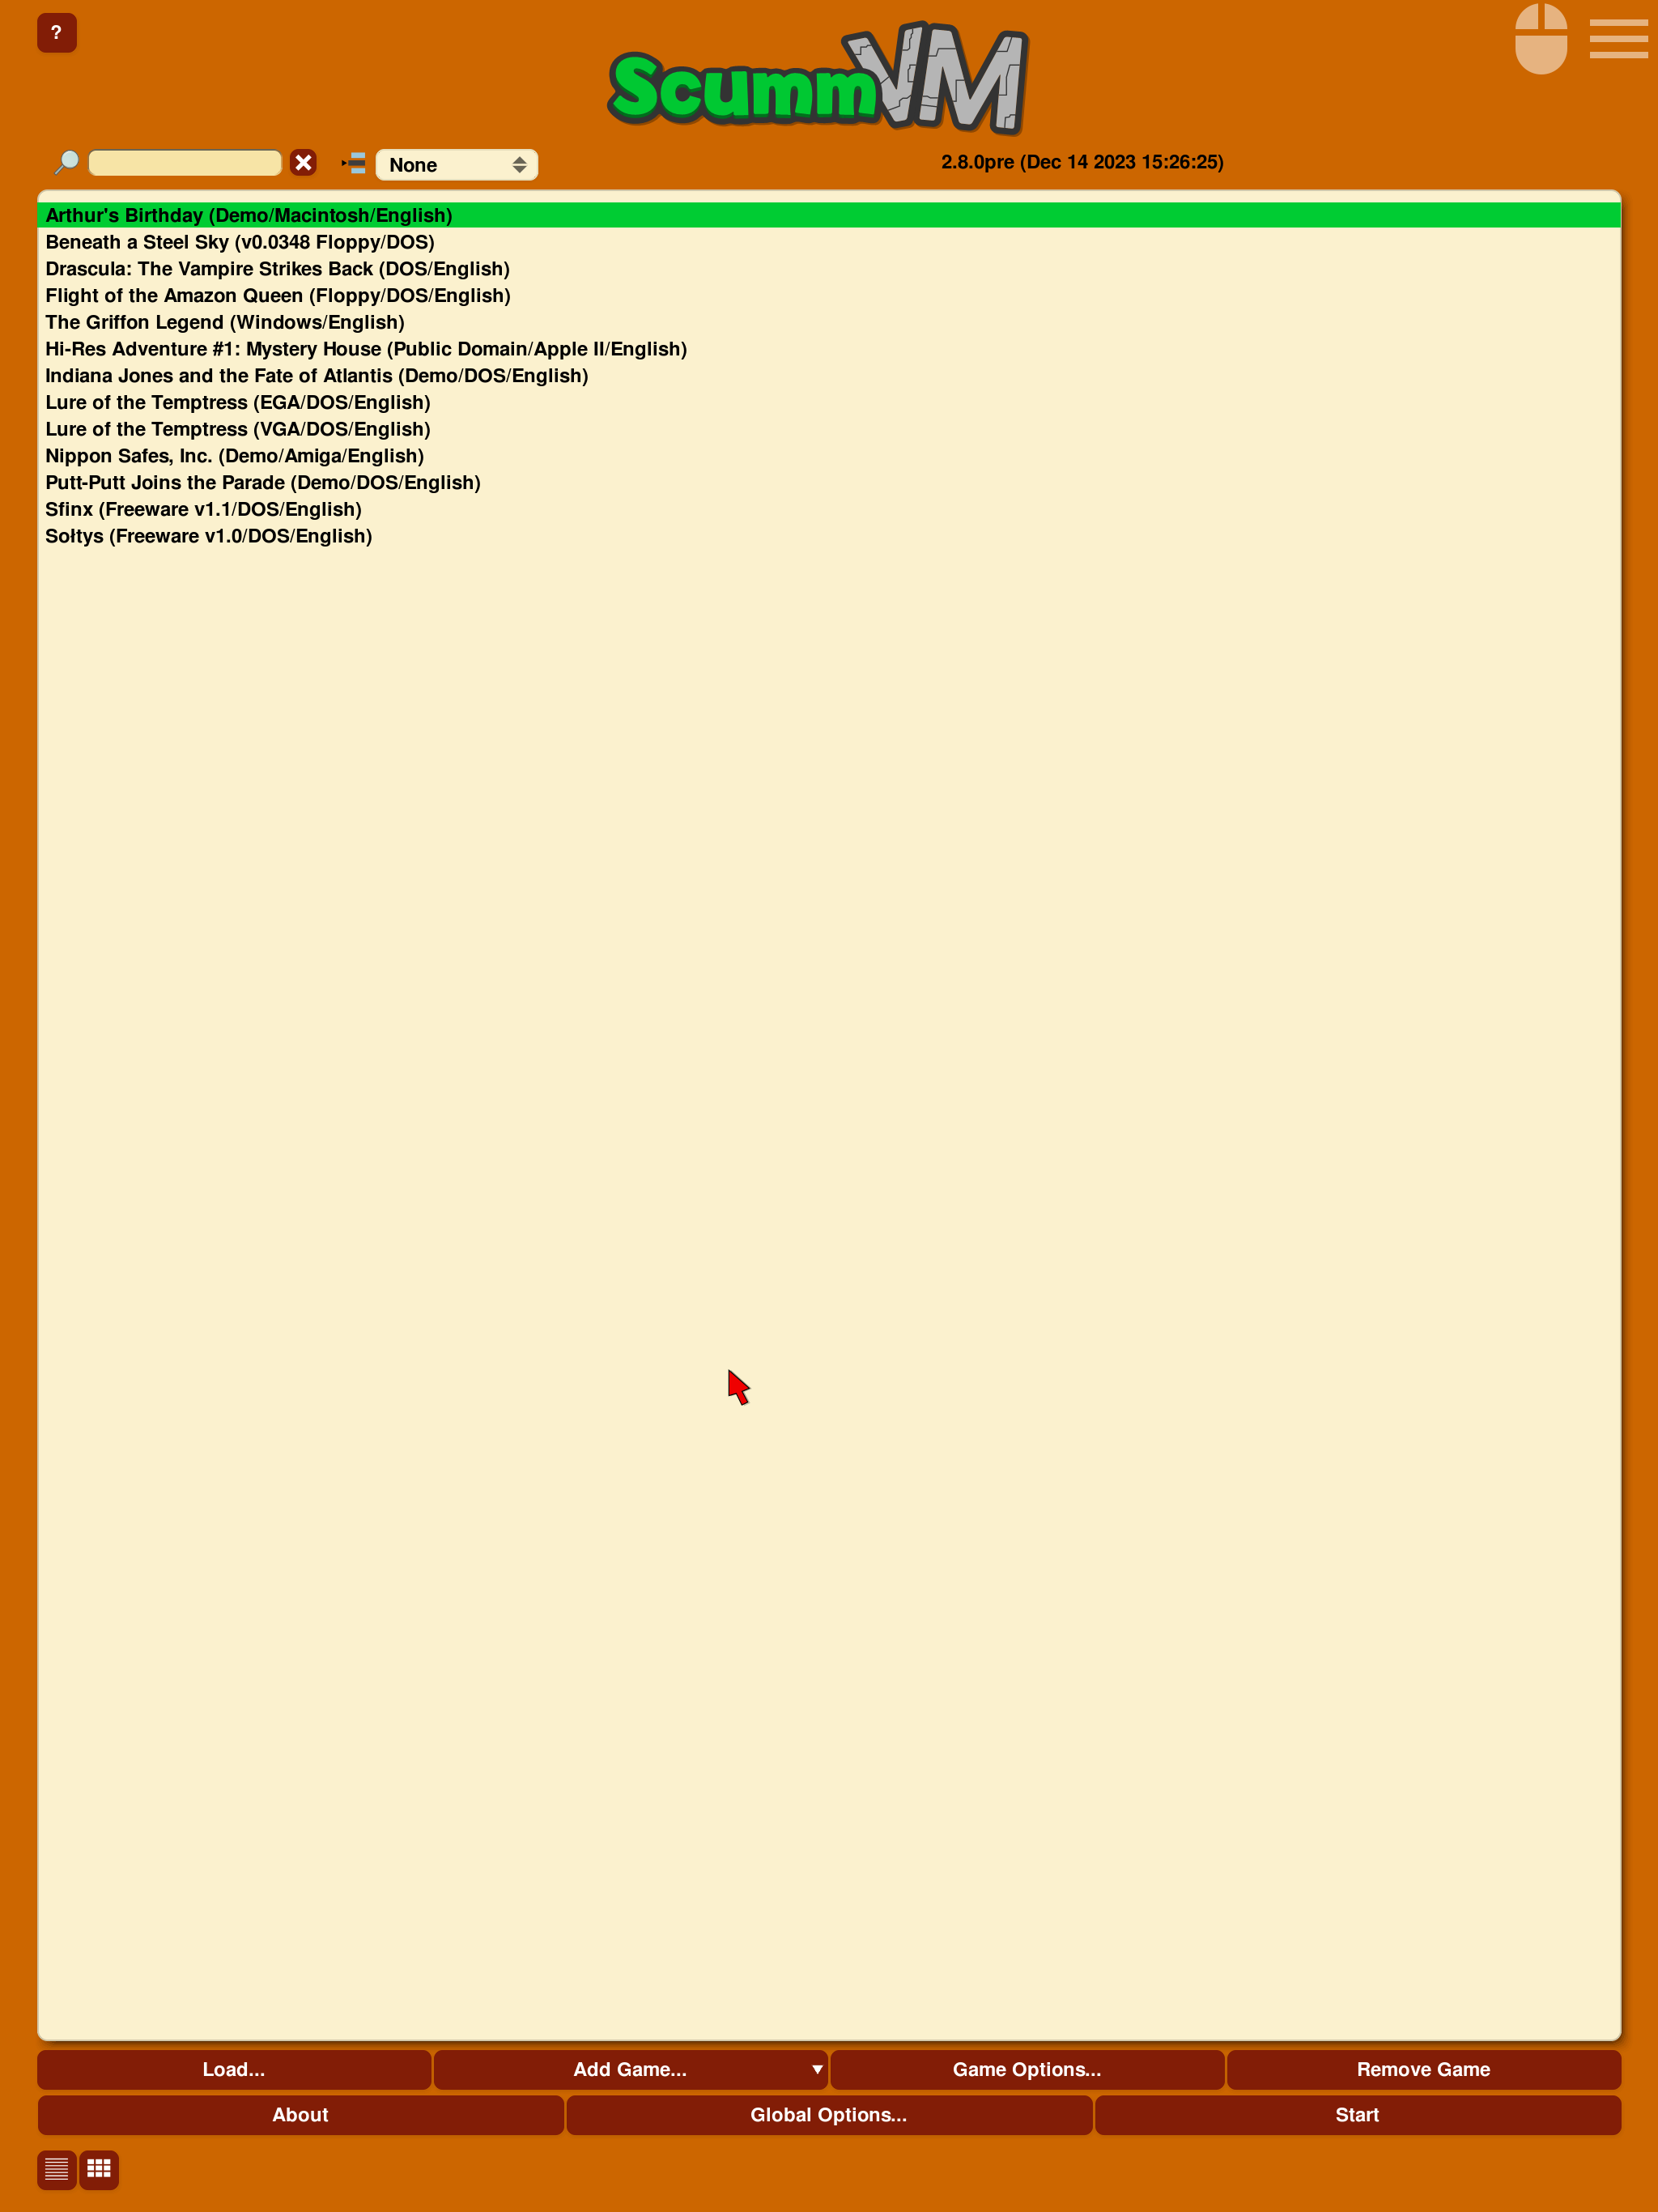 ?
ScummVM
None
2.8.0pre (Dec 14 2023 15:26:25)
Arthur's Birthday (Demo/Macintosh/English)
Beneath a Steel Sky (v0.0348 Floppy/DOS)
Drascula: The Vampire Strikes Back (DOS/English)
Flight of the Amazon Queen (Floppy/DOS/English)
The Griffon Legend (Windows/English)
Hi-Res Adventure #1: Mystery House (Public Domain/Apple II/English)
Indiana Jones and the Fate of Atlantis (Demo/DOS/English)
Lure of the Temptress (EGA/DOS/English)
Lure of the Temptress (VGA/DOS/English)
Nippon Safes, Inc. (Demo/Amiga/English)
Putt-Putt Joins the Parade (Demo/DOS/English)
Sfinx (Freeware v1.1/DOS/English)
Sołtys (Freeware v1.0/DOS/English)
Load...
Add Game...
Game Options...
Remove Game
About
Global Options...
Start